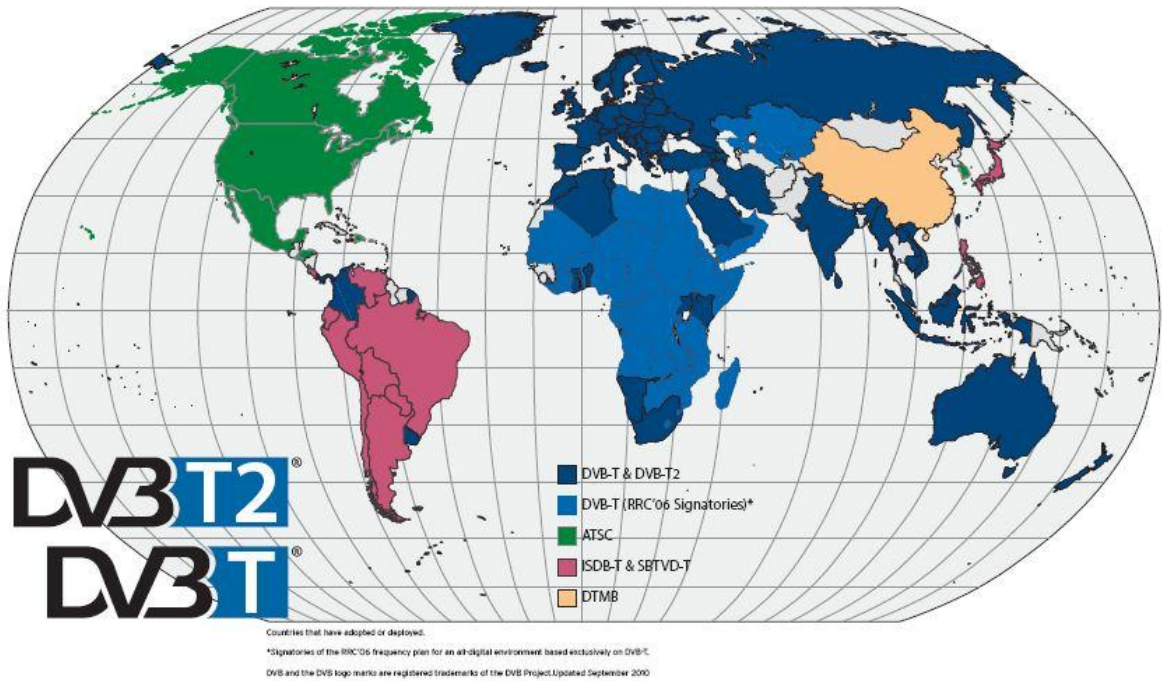 DVB T2®
DVB T®
DVB-T & DVB-T2
DVB-T (RRC'06 Signatories)*
ATSC
ISDB-T & SBTVD-T
DTMB
Countries that have adopted or deployed.
*Signatories of the RRC'06 frequency plan for an all-digital environment based exclusively on DVB-T.
DVB and the DVB logo marks are registered trademarks of the DVB Project.Updated September 2010